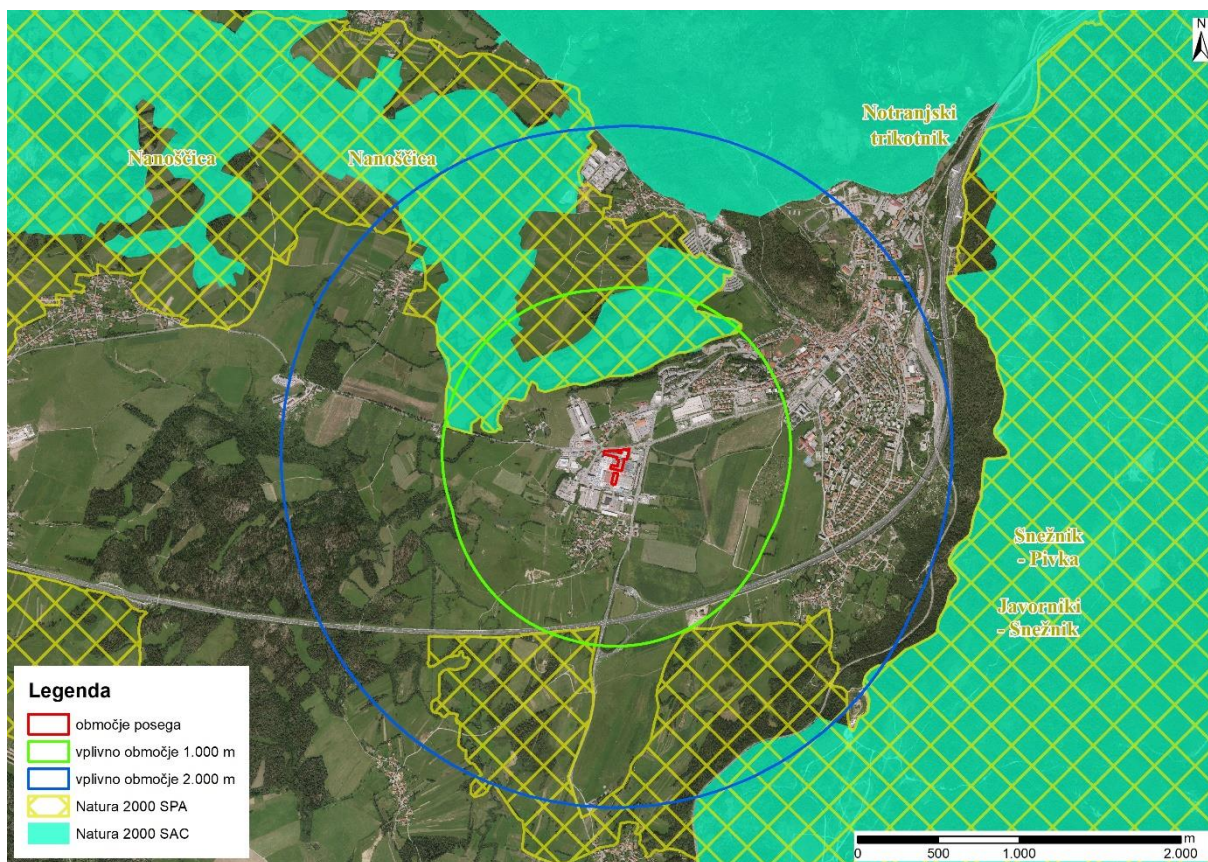 N
Notranjski
trikotnik
Nanoščica
Nanoščica
Snežnik
- Pivka
Javorniki
- Snežnik
Legenda
območje posega
vplivno območje 1.000 m
vplivno območje 2.000 m
Natura 2000 SPA
Natura 2000 SAC
m
0 500 1.000 2.000